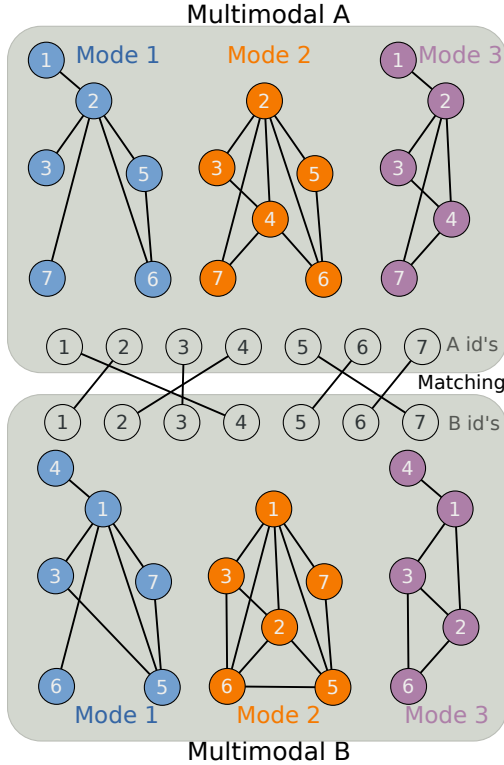 Multimodal A
Mode 1 Mode 2 Mode 3
1 1
2 2 2
3 5 3 5 3
4 4
7 6 7 6 7
1 2 3 4 5 6 7 A id's
Matching
1 2 3 4 5 6 7 B id's
4 4
1 1 1
3 7 3 7 3
2 2
6 5 6 5 6
Mode 1 Mode 2 Mode 3
Multimodal B